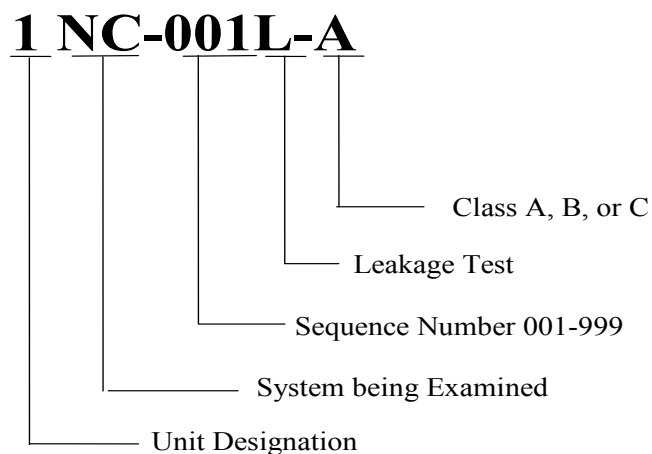 1 NC-001L-A
Class A, B, or C
Leakage Test
Sequence Number 001-999
System being Examined
Unit Designation